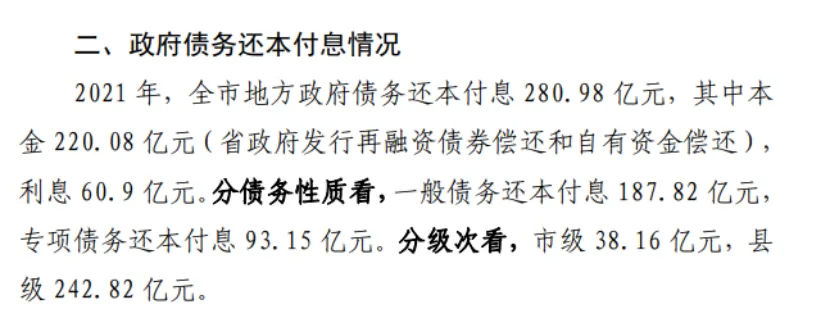 二、政府债务还本付息情况
2021 年，全市地方政府债务还本付息 280.98 亿元，其中本
金 220.08 亿元（省政府发行再融资债券偿还和自有资金偿还），
利息 60.9 亿元。分债务性质看，一般债务还本付息 187.82 亿元，
专项债务还本付息 93.15 亿元。分级次看，市级 38.16 亿元，县
级 242.82 亿元。